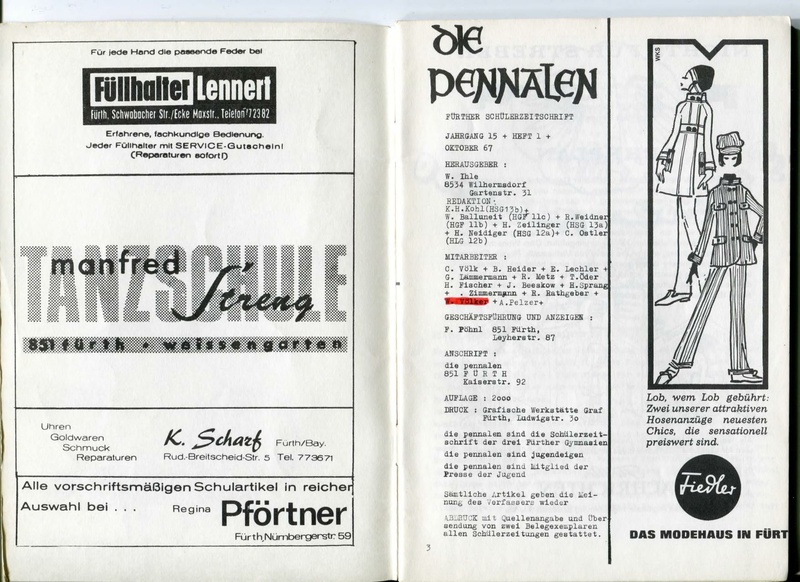 Für jede Hand die passende Feder bei
Füllhalter Lennert
Fürth, Schwabacher Str./Ecke Maxstr., Telefon 77 23 82
Erfahrene, fachkundige Bedienung.
Jeder Füllhalter mit SERVICE-Gutschein!
(Reparaturen sofort!)
TANZSCHULE
manfred
Streng
851 fürth • weissengarten
Uhren
Goldwaren
Schmuck
Reparaturen
K. Scharf Fürth/Bay.
Rud.-Breitscheid-Str. 5 Tel. 773671
Alle vorschriftsmäßigen Schulartikel in reicher
Auswahl bei . . . Regina Pförtner
Fürth, Nürnbergerstr. 59
die
pennalen
FÜRTHER SCHÜLERZEITSCHRIFT
JAHRGANG 15 + HEFT 1 +
OKTOBER 67
HERAUSGEBER :
W. Ihle
8534 Wilhermsdorf
Gartenstr. 31
REDAKTION:
K.H.Kohl(HSG13b)+
W. Balluneit (HGF 11c) + R.Weidner
(HGF 11b) + H. Zeilinger (HSG 13a)
+ H. Neidiger (HSG 12a)+ C. Ostler
(HLG 12b)
MITARBEITER :
C. Völk + B. Heider + E. Lechler +
G. Lämmermann + R. Metz + T.Öder
H. Fischer + J. Beeskow + H.Sprang
+ . Zimmermann + R. Rathgeber +
Völker + A.Pelzer+
GESCHÄFTSFÜHRUNG UND ANZEIGEN :
F. Pöhnl 851 Fürth,
Leyherstr. 87
ANSCHRIFT :
die pennalen
851 F Ü R T H
Kaiserstr. 92
AUFLAGE : 2ooo
DRUCK : Grafische Werkstätte Graf
Fürth, Ludwigstr. 3o
die pennalen sind die Schülerzeit-
schrift der drei Fürther Gymnasien
die pennalen sind jugendeigen
die pennalen sind Mitglied der
Presse der Jugend
Sämtliche Artikel geben die Mei-
nung des Verfassers wieder
ABDRUCK mit Quellenangabe und Über-
sendung von zwei Belegexemplaren
allen Schülerzeitungen gestattet.
3
WKS
Lob, wem Lob gebührt:
Zwei unserer attraktiven
Hosenanzüge neuesten
Chics, die sensationell
preiswert sind.
Fiedler
DAS MODEHAUS IN FÜRT